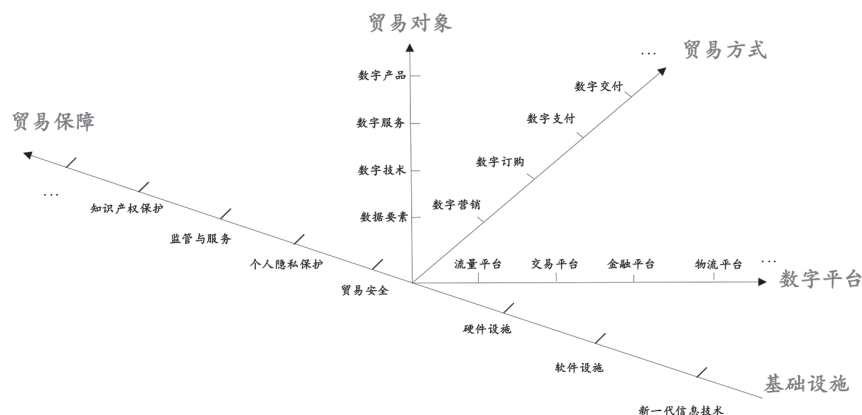 贸易对象
...
贸易方式
数字产品
数字交付
贸易保障
数字服务
数字支付
数字技术
数字订购
...
知识产权保护
数据要素
数字营销
监管与服务
个人隐私保护
流量平台
交易平台
金融平台
物流平台
...
贸易安全
数字平台
硬件设施
软件设施
基础设施
新一代信息技术